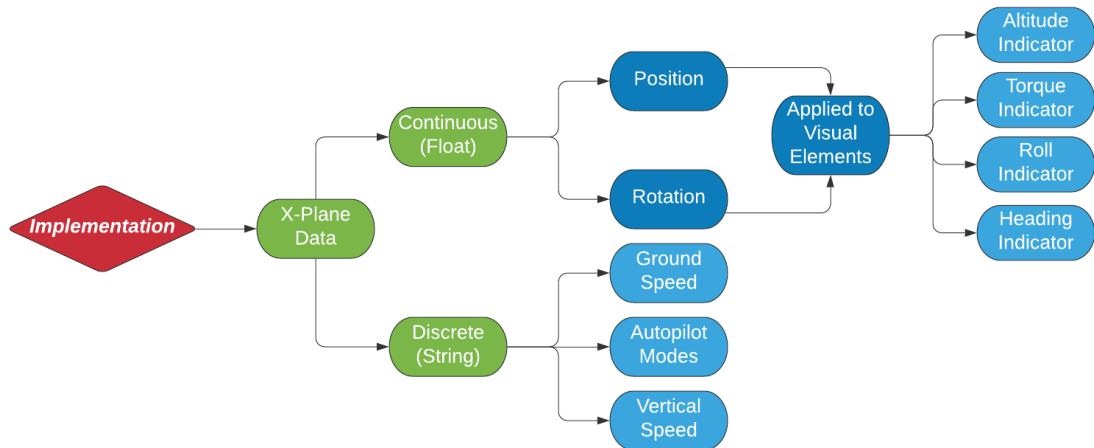 Implementation
X-Plane
Data
Continuous
(Float)
Discrete
(String)
Position
Rotation
Ground
Speed
Autopilot
Modes
Vertical
Speed
Applied to
Visual
Elements
Altitude
Indicator
Torque
Indicator
Roll
Indicator
Heading
Indicator